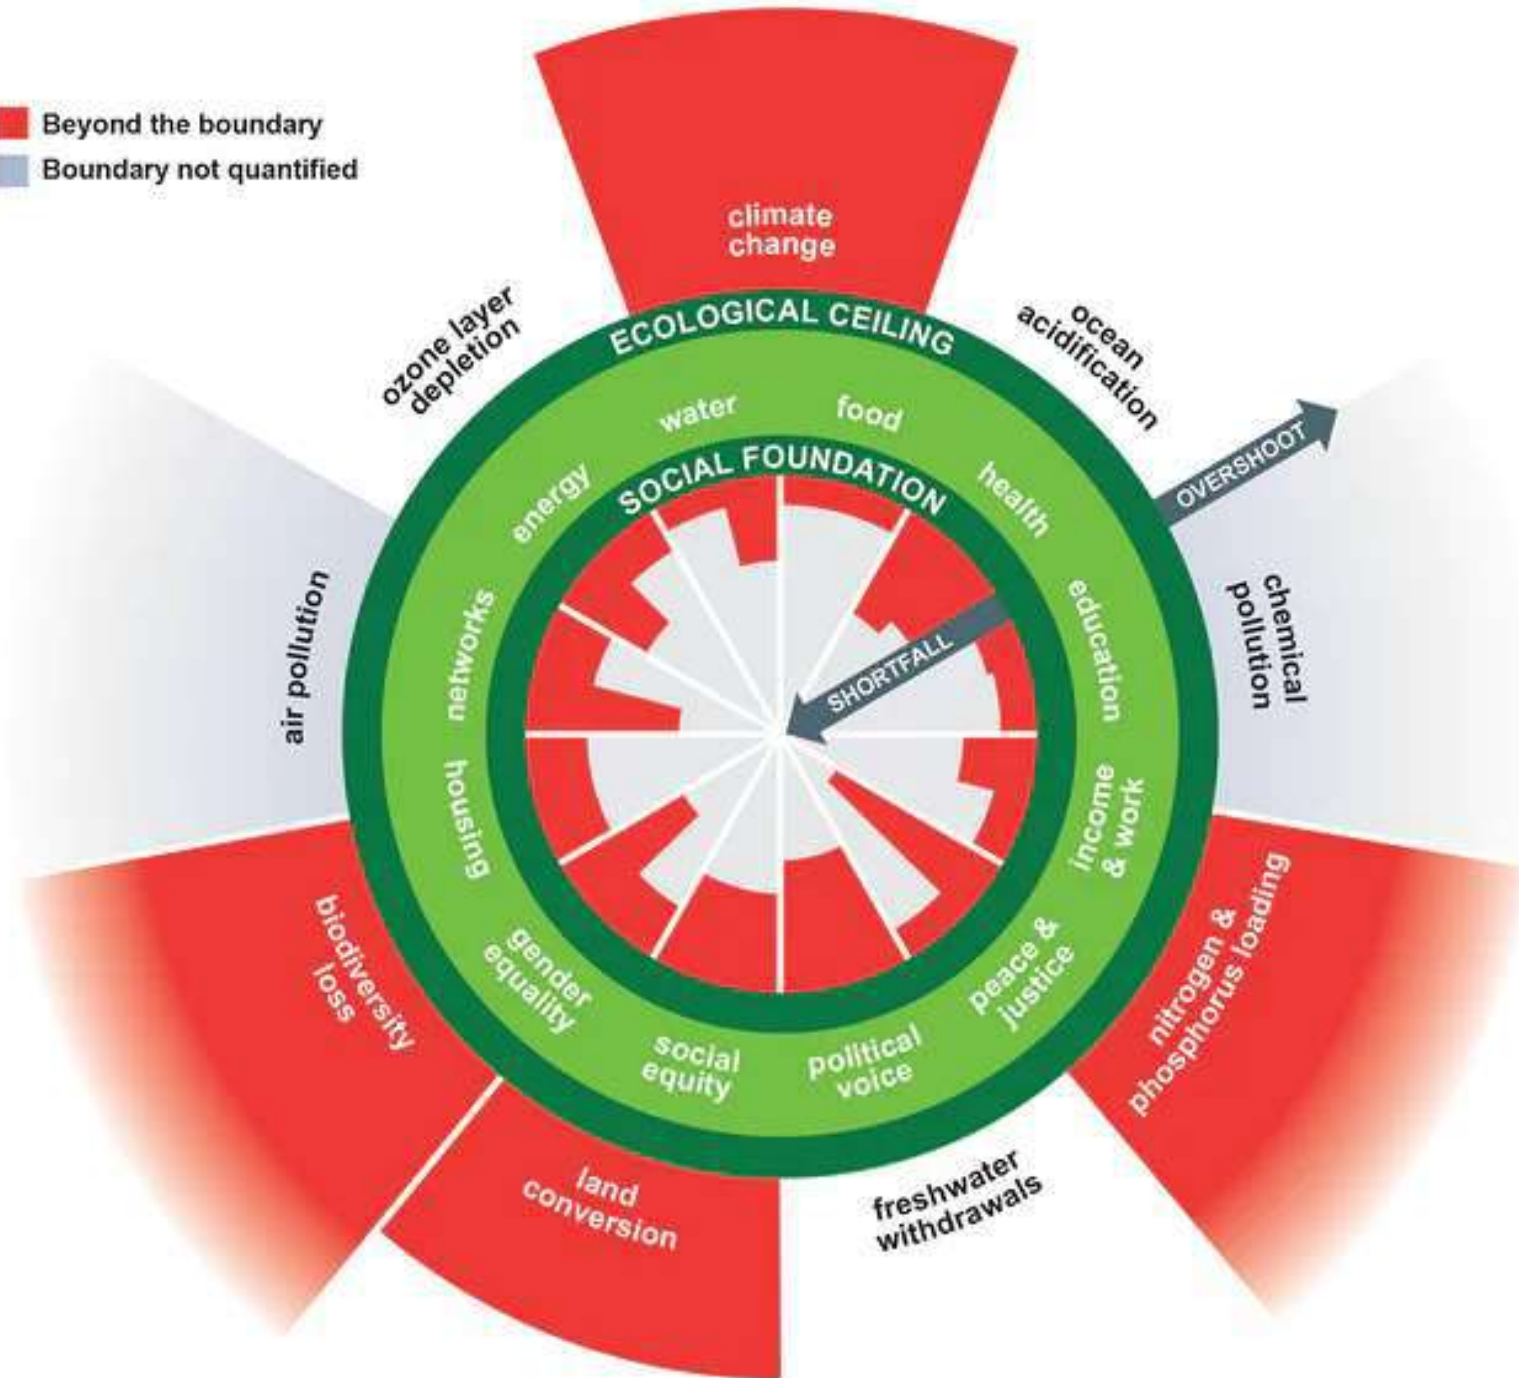 Beyond the boundary
Boundary not quantified
climate
change
ozone layer
depletion
ocean
acidification
ECOLOGICAL CEILING
OVERSHOOT
water
food
SOCIAL FOUNDATION
energy
health
networks
education
SHORTFALL
air pollution
chemical
pollution
housing
income
& work
gender
equality
peace &
justice
social
equity
political
voice
biodiversity
loss
nitrogen &
phosphorus loading
land
conversion
freshwater
withdrawals